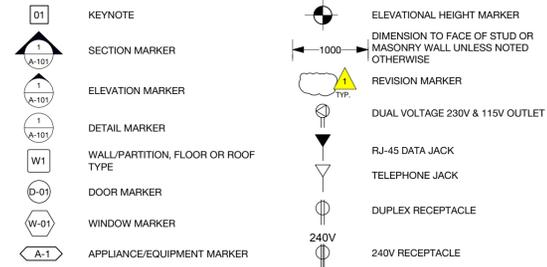 01
KEYNOTE
1
A-101
SECTION MARKER
1
A-101
ELEVATION MARKER
1
A-101
DETAIL MARKER
W1
WALL/PARTITION, FLOOR OR ROOF
TYPE
D-01
DOOR MARKER
W-01
WINDOW MARKER
A-1
APPLIANCE/EQUIPMENT MARKER
ELEVATIONAL HEIGHT MARKER
1000
DIMENSION TO FACE OF STUD OR
MASONRY WALL UNLESS NOTED
OTHERWISE
1
TYP.
REVISION MARKER
DUAL VOLTAGE 230V & 115V OUTLET
RJ-45 DATA JACK
TELEPHONE JACK
DUPLEX RECEPTACLE
240V
240V RECEPTACLE